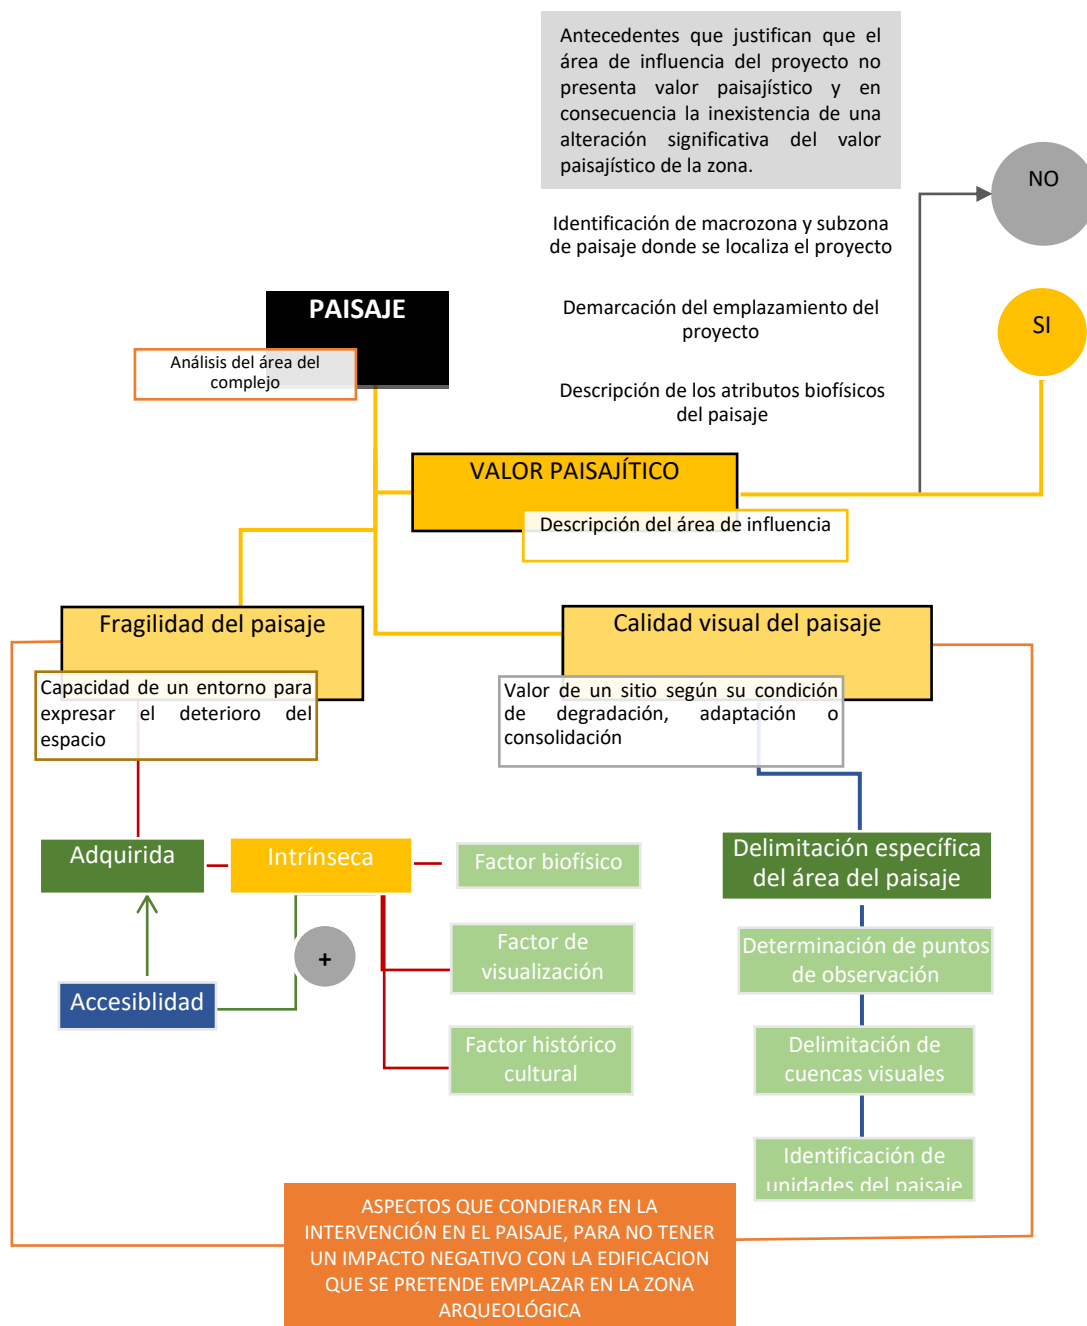 Antecedentes que justifican que el
área de influencia del proyecto no
presenta valor paisajístico y en
consecuencia la inexistencia de una
alteración significativa del valor
paisajístico de la zona.
NO
Identificación de macrozona y subzona
de paisaje donde se localiza el proyecto
PAISAJE
Demarcación del emplazamiento del
proyecto
SI
Análisis del área del
complejo
Descripción de los atributos biofísicos
del paisaje
VALOR PAISAJÍTICO
Descripción del área de influencia
Fragilidad del paisaje
Calidad visual del paisaje
Capacidad de un entorno para
expresar el deterioro del
espacio
Valor de un sitio según su condición
de degradación, adaptación o
consolidación
Adquirida
Intrínseca
Factor biofísico
Delimitación específica
del área del paisaje
Factor de
visualización
Determinación de puntos
de observación
+
Accesiblidad
Factor histórico
cultural
Delimitación de
cuencas visuales
Identificación de
unidades del paisaje
ASPECTOS QUE CONDIERAR EN LA
INTERVENCIÓN EN EL PAISAJE, PARA NO TENER
UN IMPACTO NEGATIVO CON LA EDIFICACION
QUE SE PRETENDE EMPLAZAR EN LA ZONA
ARQUEOLÓGICA